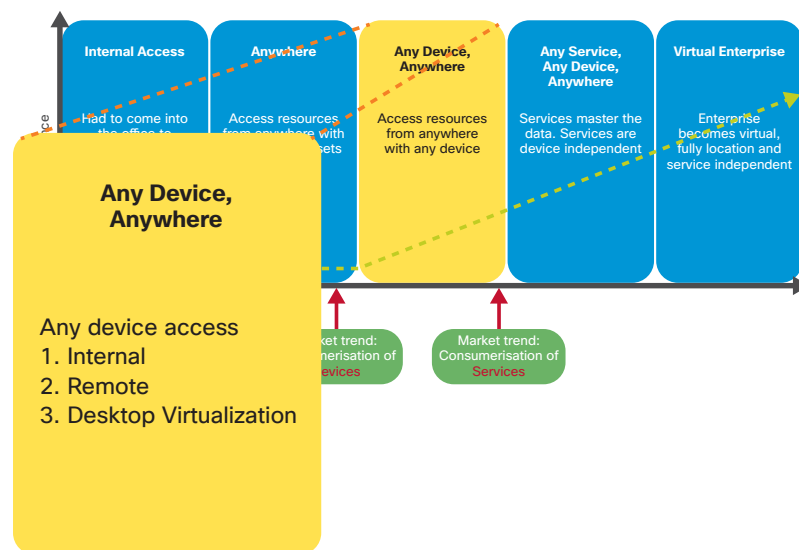 Internal Access
Had to come into
the office to
Anywhere
Access resources
from anywhere with
Any Device,
Anywhere
Access resources
from anywhere
with any device
Any Service,
Any Device,
Anywhere
Services master the
data. Services are
device independent
Virtual Enterprise
Enterprise
becomes virtual,
fully location and
service independent
Any Device,
Anywhere
Any device access
1. Internal
2. Remote
3. Desktop Virtualization
trend:
of
Market trend:
Consumerisation of
Services